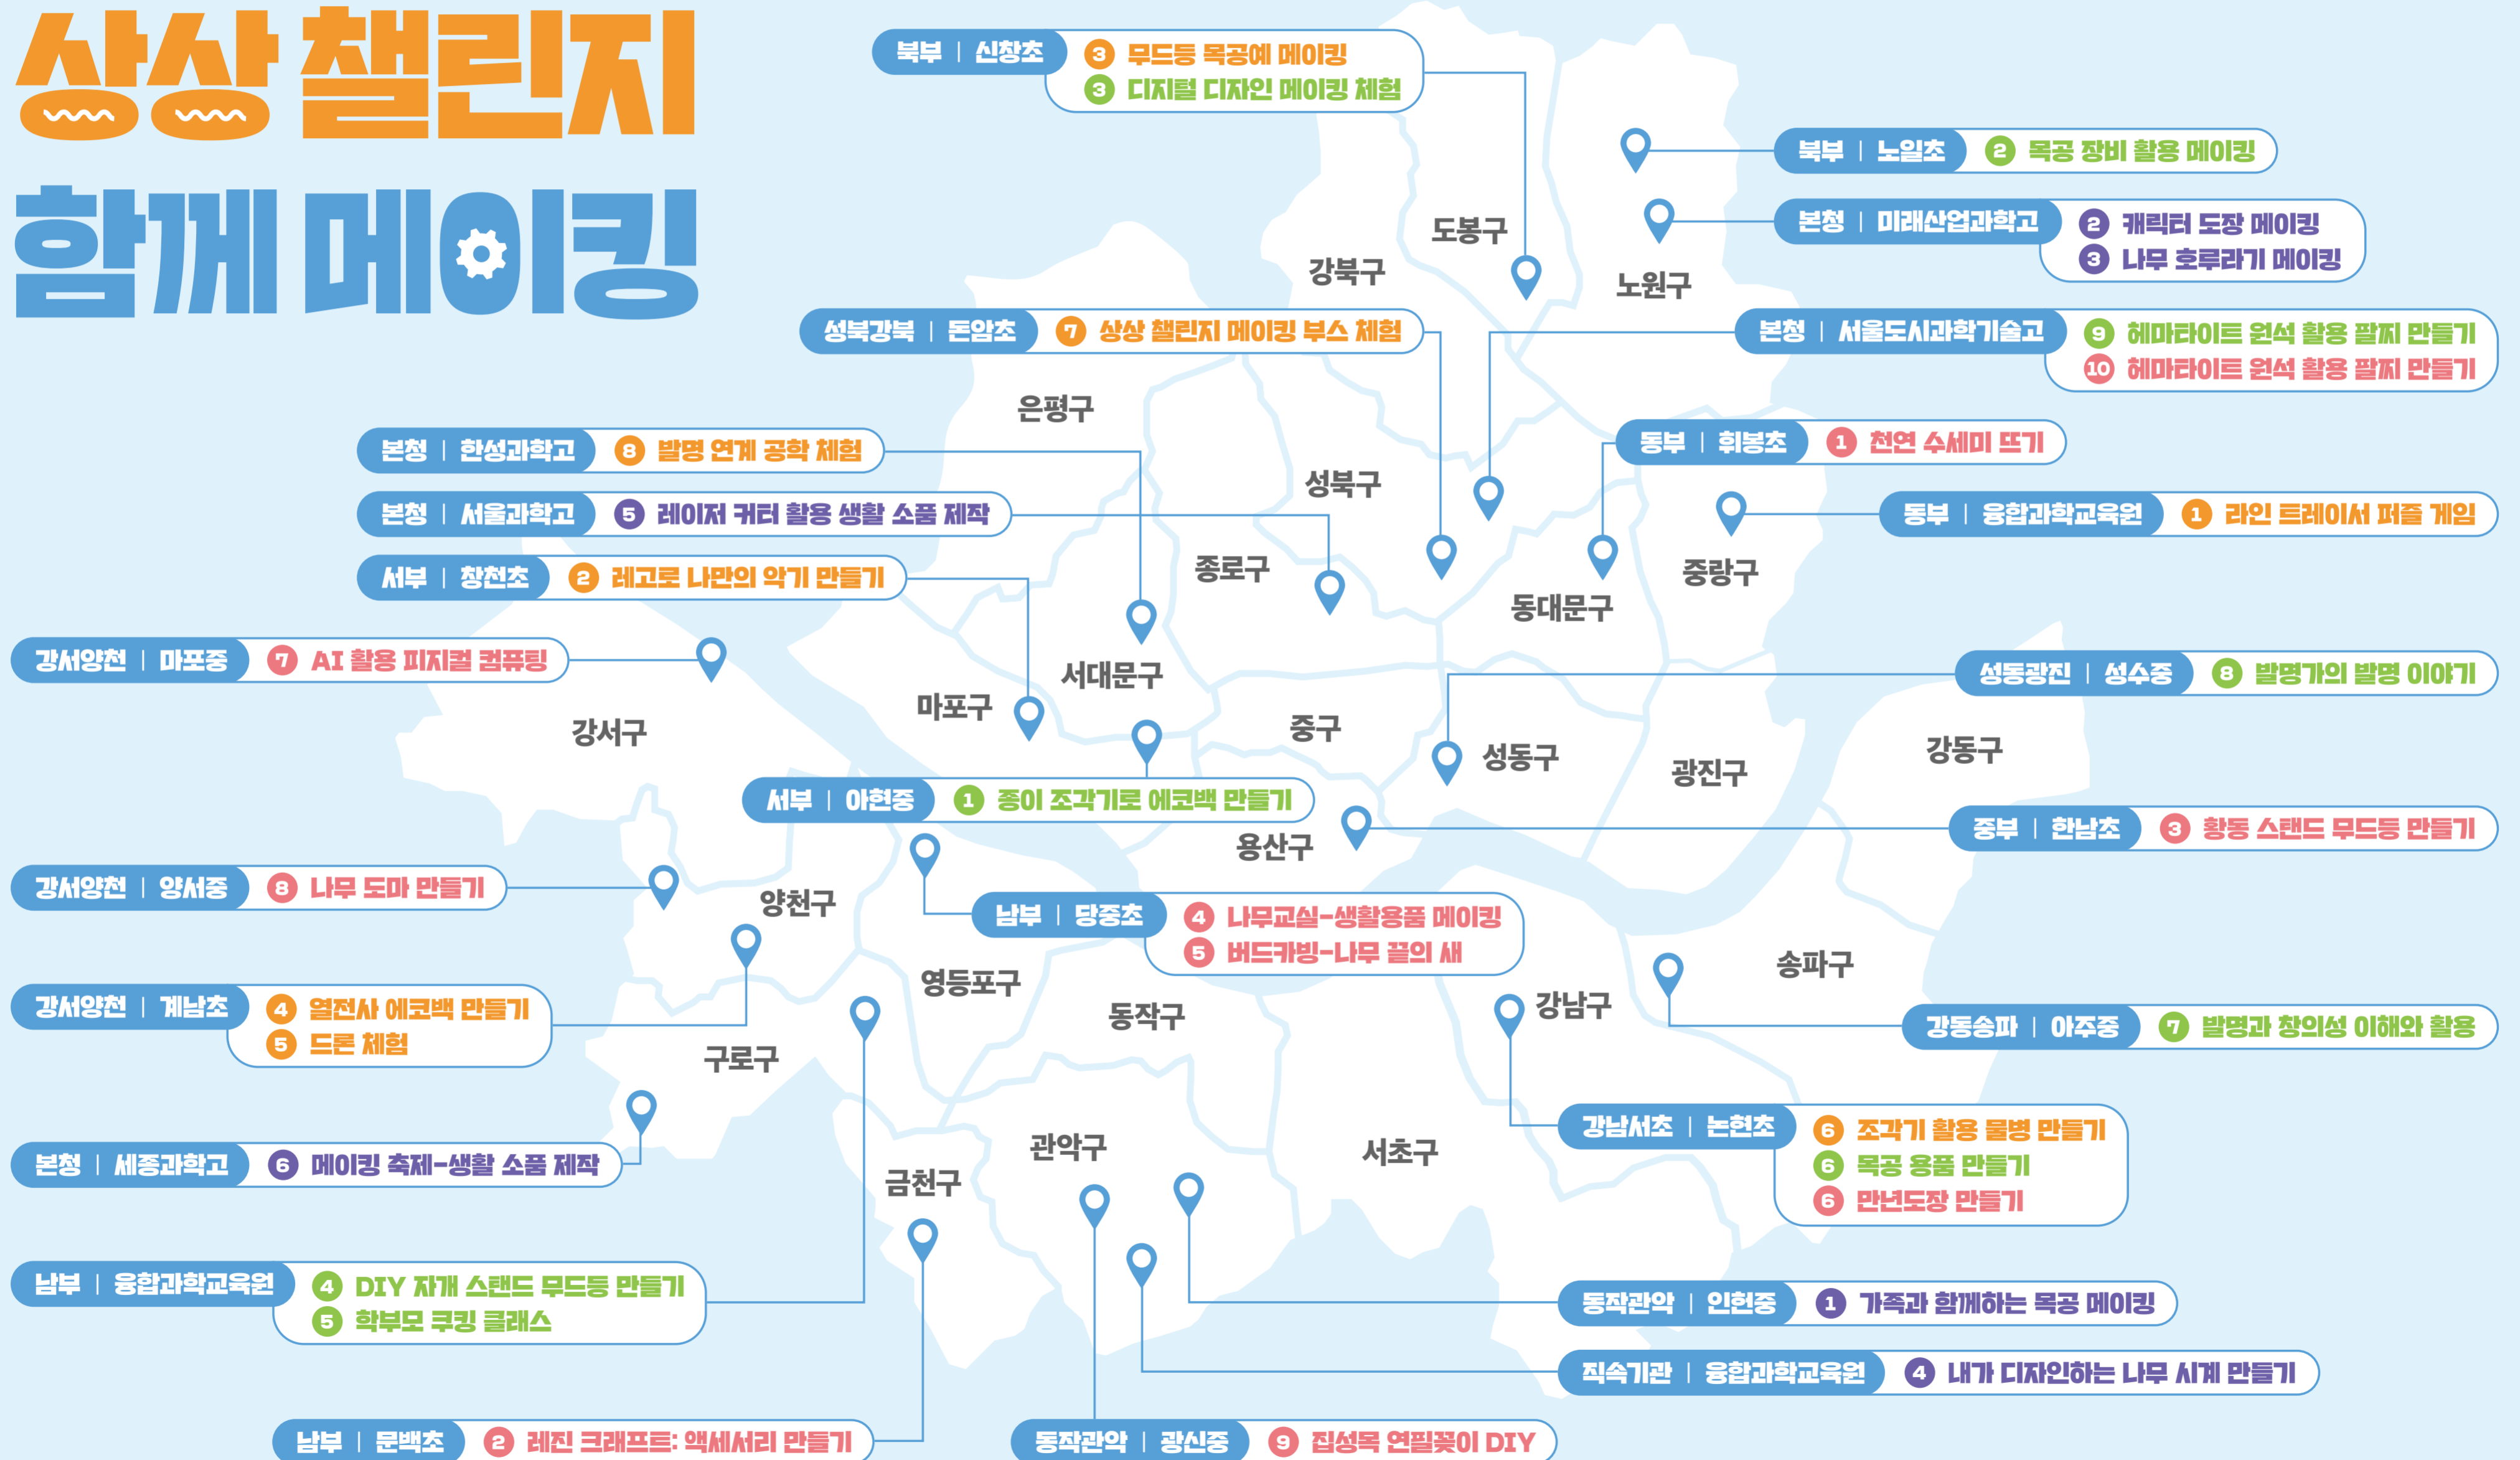 상상 챌린지
함께 메이킹
북부 | 신창초
3 무드등 목공예 메이킹
3 디지털 디자인 메이킹 체험
북부 | 노일초 2 목공 장비 활용 메이킹
본청 | 미래산업과학고
2 캐릭터 도장 메이킹
3 나무 호루라기 메이킹
도봉구
강북구
노원구
성북강북 | 돈암초 7 상상 챌린지 메이킹 부스 체험
본청 | 서울도시과학기술고
9 헤마타이트 원석 활용 팔찌 만들기
10 헤마타이트 원석 활용 팔찌 만들기
은평구
본청 | 한성과학고 8 발명 연계 공학 체험
동부 | 휘봉초 1 천연 수세미 뜨기
성북구
본청 | 서울과학고 5 레이저 커터 활용 생활 소품 제작
동부 | 융합과학교육원 1 라인 트레이서 퍼즐 게임
서부 | 창천초 2 레고로 나만의 악기 만들기
종로구
중랑구
동대문구
강서양천 | 마포중 7 AI 활용 피지컬 컴퓨팅
서대문구
성동광진 | 성수중 8 발명가의 발명 이야기
마포구
강서구
중구
성동구
광진구
강동구
서부 | 아현중 1 종이 조각기로 에코백 만들기
용산구
중부 | 한남초 3 황동 스탠드 무드등 만들기
강서양천 | 양서중 8 나무 도마 만들기
양천구
남부 | 당중초
4 나무교실-생활용품 메이킹
5 버드카빙-나무 끝의 새
영등포구
송파구
강서양천 | 계남초
4 열전사 에코백 만들기
5 드론 체험
동작구
강남구
강동송파 | 아주중 7 발명과 창의성 이해와 활용
구로구
강남서초 | 논현초
6 조각기 활용 물병 만들기
6 목공 용품 만들기
6 만년도장 만들기
본청 | 세종과학고 6 메이킹 축제-생활 소품 제작
관악구
서초구
금천구
남부 | 융합과학교육원
4 DIY 자개 스탠드 무드등 만들기
5 학부모 쿠킹 클래스
동작관악 | 인헌중 1 가족과 함께하는 목공 메이킹
직속기관 | 융합과학교육원 4 내가 디자인하는 나무 시계 만들기
남부 | 문백초 2 레진 크래프트: 액세서리 만들기
동작관악 | 광신중 9 집성목 연필꽂이 DIY